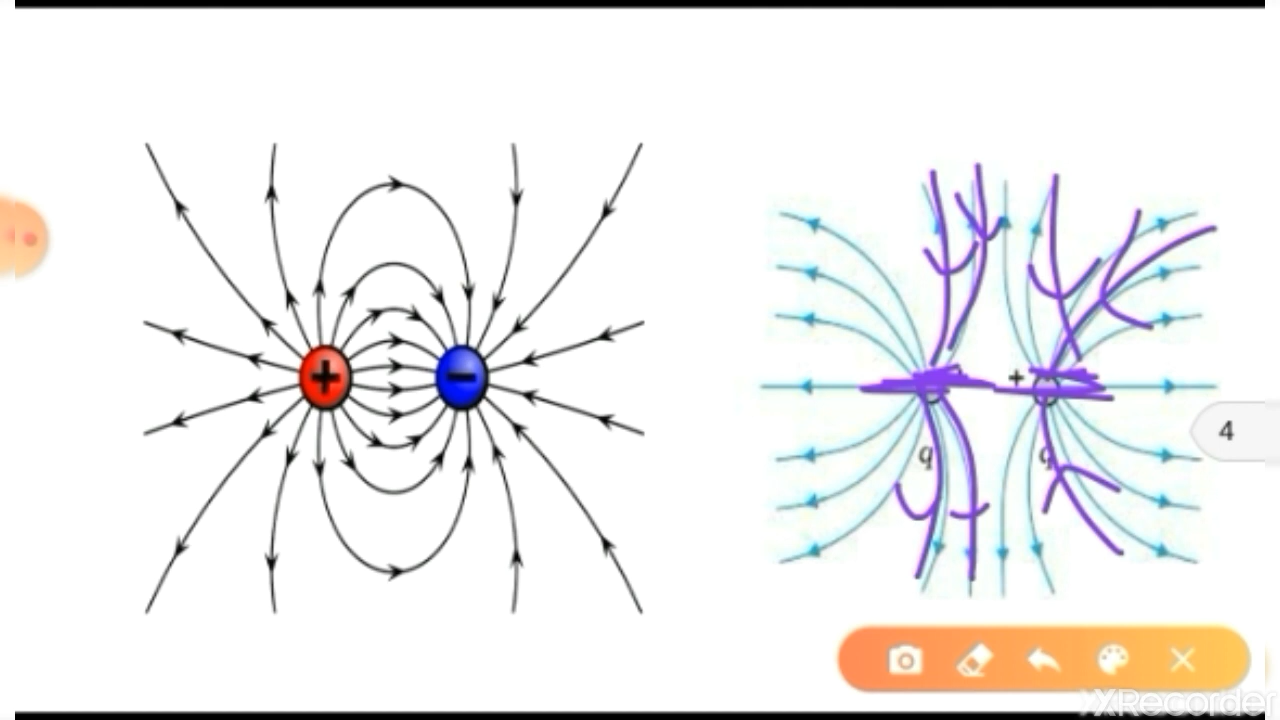 + − +
q q
4
XRecorder